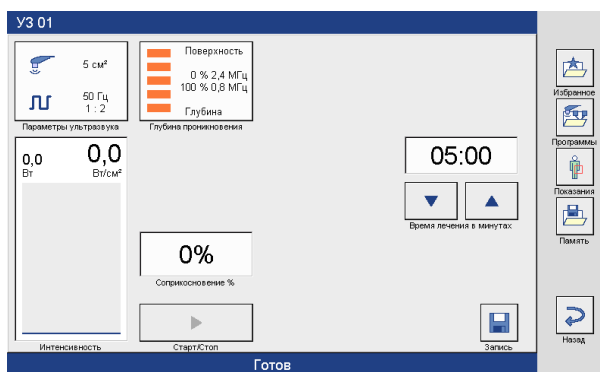 УЗ 01
5 см²
50 Гц
1 : 2
Параметры ультразвука
Поверхность
0 % 2,4 МГц
100 % 0,8 МГц
Глубина
Глубина проникновения
0,0
Вт
0,0
Вт/см²
Интенсивность
0%
Соприкосновение %
Старт/Стоп
05:00
Время лечения в минутах
Запись
Избранное
Программы
Показания
Память
Назад
Готов